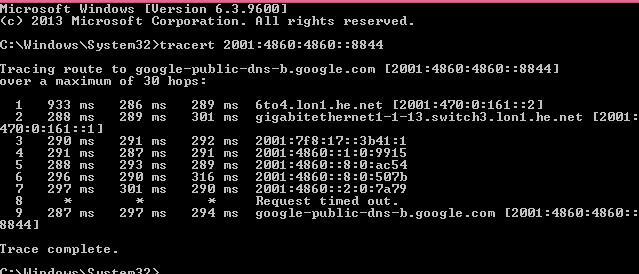 Microsoft Windows [Version 6.3.9600]
(c) 2013 Microsoft Corporation. All rights reserved.
C:\Windows\System32>tracert 2001:4860:4860::8844
Tracing route to google-public-dns-b.google.com [2001:4860:4860::8844]
over a maximum of 30 hops:
1 933 ms 286 ms 289 ms 6to4.lon1.he.net [2001:470:0:161::2]
2 288 ms 289 ms 301 ms gigabitethernet1-1-13.switch3.lon1.he.net [2001:
470:0:161::1]
3 290 ms 291 ms 292 ms 2001:7f8:17::3b41:1
4 291 ms 287 ms 291 ms 2001:4860::1:0:9915
5 288 ms 293 ms 289 ms 2001:4860::8:0:ac54
6 296 ms 290 ms 316 ms 2001:4860::8:0:507b
7 297 ms 301 ms 290 ms 2001:4860::2:0:7a79
8 * * * Request timed out.
9 287 ms 297 ms 294 ms google-public-dns-b.google.com [2001:4860:4860::
8844]
Trace complete.
C:\Windows\System32>